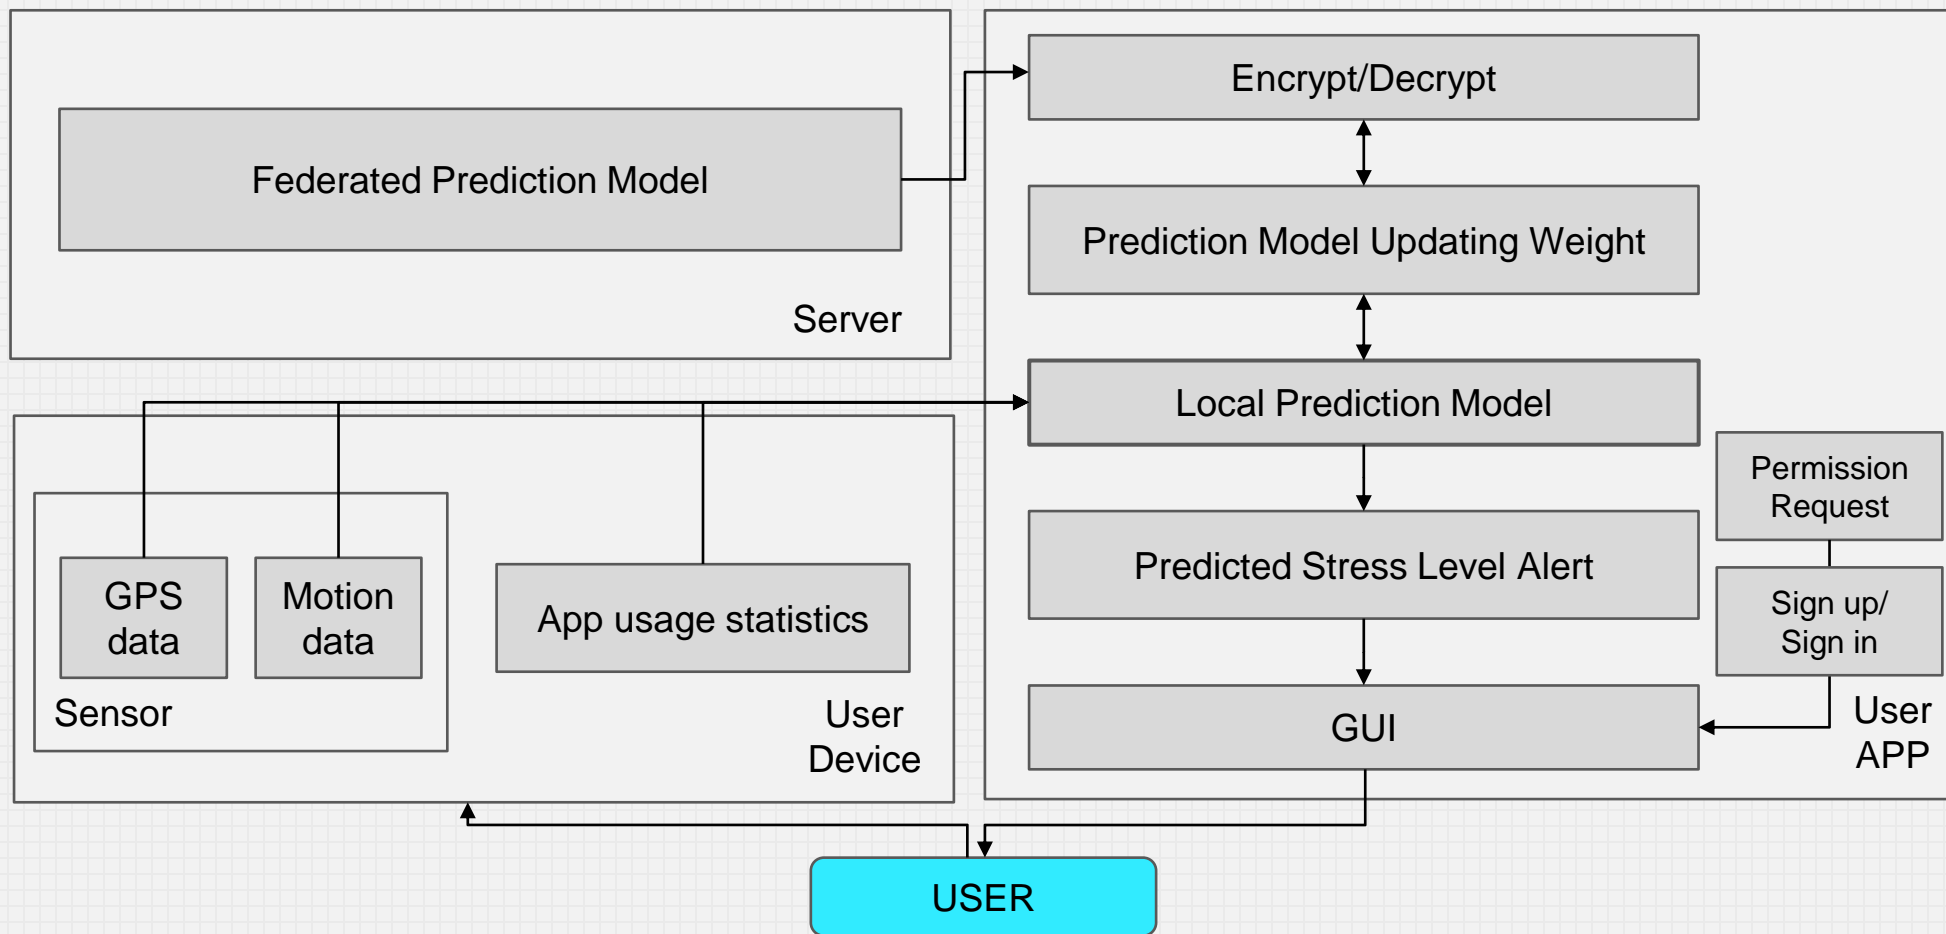 Federated Prediction Model
Server
Encrypt/Decrypt
Prediction Model Updating Weight
Local Prediction Model
Predicted Stress Level Alert
GUI
Permission
Request
Sign up/
Sign in
User
APP
GPS
data
Motion
data
Sensor
App usage statistics
User
Device
USER